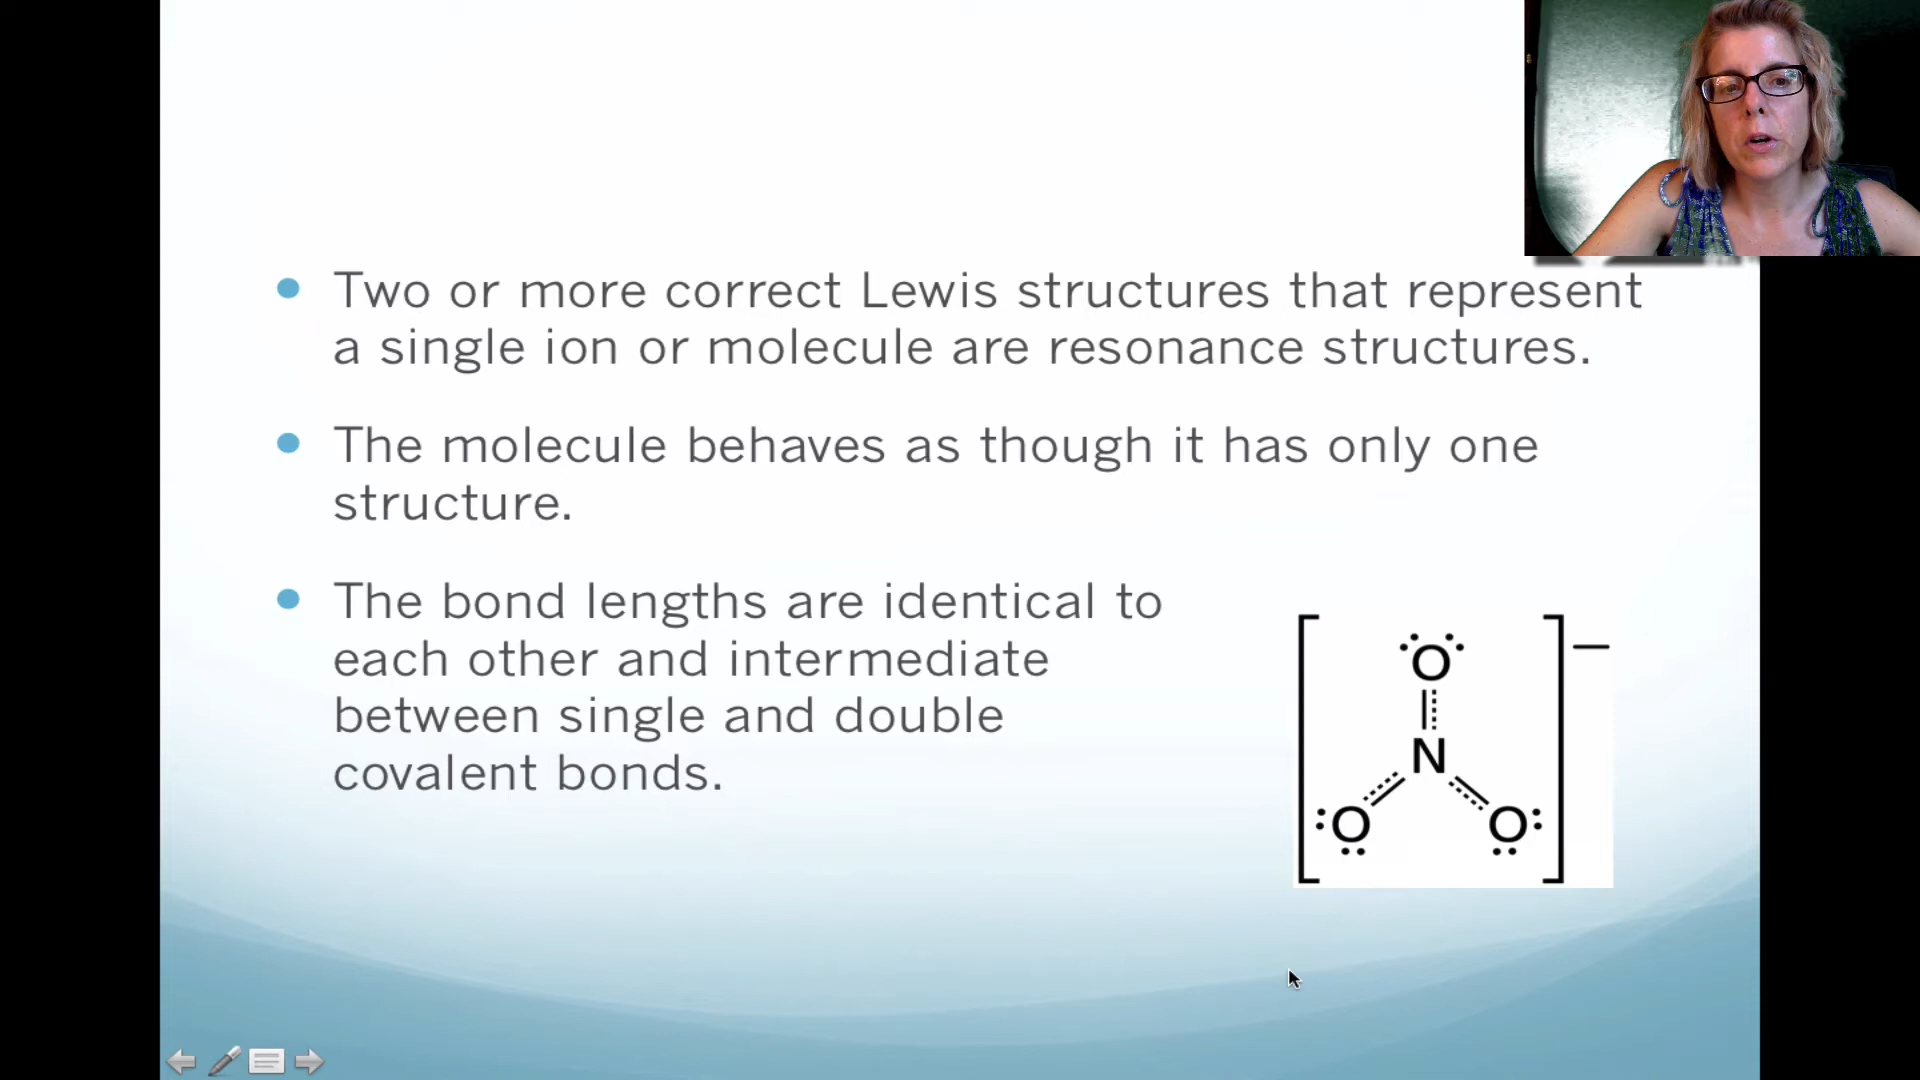 Two or more correct Lewis structures that represent
a single ion or molecule are resonance structures.
The molecule behaves as though it has only one
structure.
The bond lengths are identical to
each other and intermediate
between single and double
covalent bonds.
O
N
O O